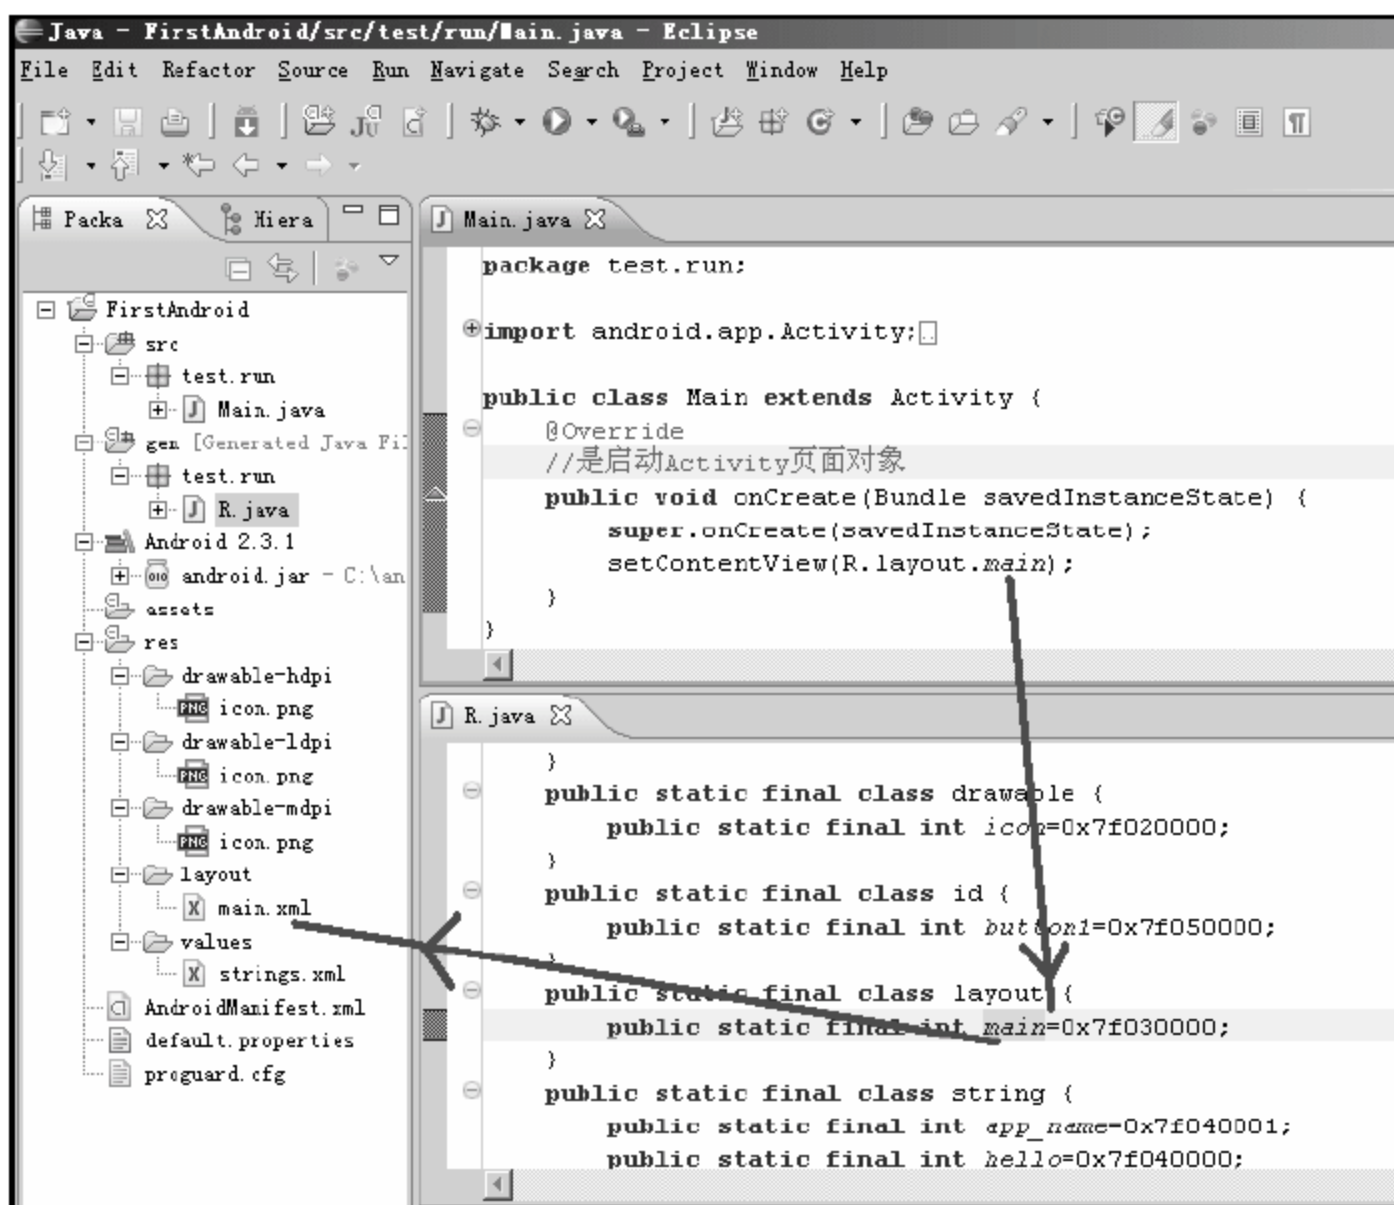 Java - FirstAndroid/src/test/run/Main.java - Eclipse
File Edit Refactor Source Run Navigate Search Project Window Help
Packa
Hiera
FirstAndroid
src
test.run
Main.java
gen [Generated Java Fil
test.run
R.java
Android 2.3.1
android.jar - C:\an
assets
res
drawable-hdpi
icon.png
drawable-ldpi
icon.png
drawable-mdpi
icon.png
layout
main.xml
values
strings.xml
AndroidManifest.xml
default.properties
proguard.cfg
Main.java
package test.run;
import android.app.Activity;
public class Main extends Activity {
@Override
//是启动Activity页面对象
public void onCreate(Bundle savedInstanceState) {
super.onCreate(savedInstanceState);
setContentView(R.layout.main);
}
}
R.java
}
public static final class drawable {
public static final int icon=0x7f020000;
}
public static final class id {
public static final int button1=0x7f050000;
}
public static final class layout {
public static final int main=0x7f030000;
}
public static final class string {
public static final int app_name=0x7f040001;
public static final int hello=0x7f040000;